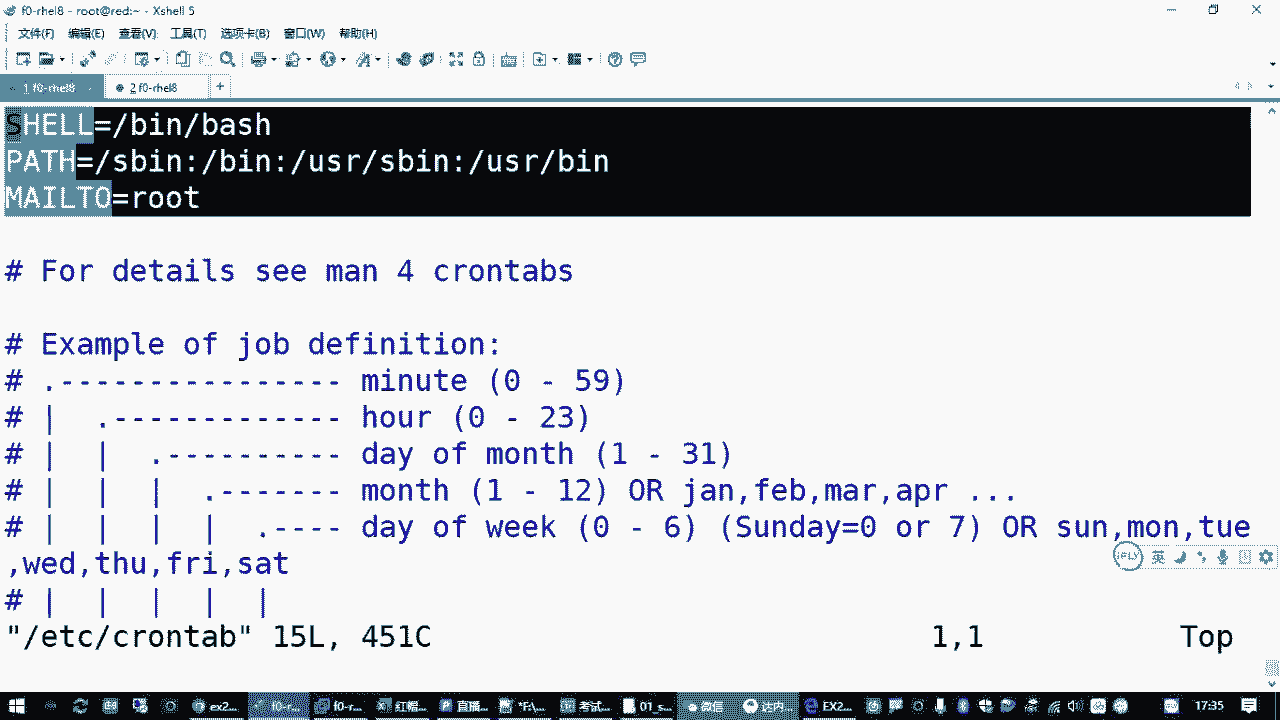 f0-rhel8 - root@red:~ - Xshell 5
文件(F) 编辑(E) 查看(V) 工具(T) 选项卡(B) 窗口(W) 帮助(H)
1 f0-rhel8 2 f0-rhel8 +
SHELL=/bin/bash
PATH=/sbin:/bin:/usr/sbin:/usr/bin
MAILTO=root
# For details see man 4 crontabs
# Example of job definition:
# .---------------- minute (0 - 59)
# | .------------- hour (0 - 23)
# | | .---------- day of month (1 - 31)
# | | | .------- month (1 - 12) OR jan,feb,mar,apr ...
# | | | | .---- day of week (0 - 6) (Sunday=0 or 7) OR sun,mon,tue
,wed,thu,fri,sat
# | | | | |
iFLY 英
"/etc/crontab" 15L, 451C 1,1 Top
ex2... f0-r... f0-r... 红帽... 直播... *F:\... 考试... 01_s... 微信 达内 EX2... 17:35